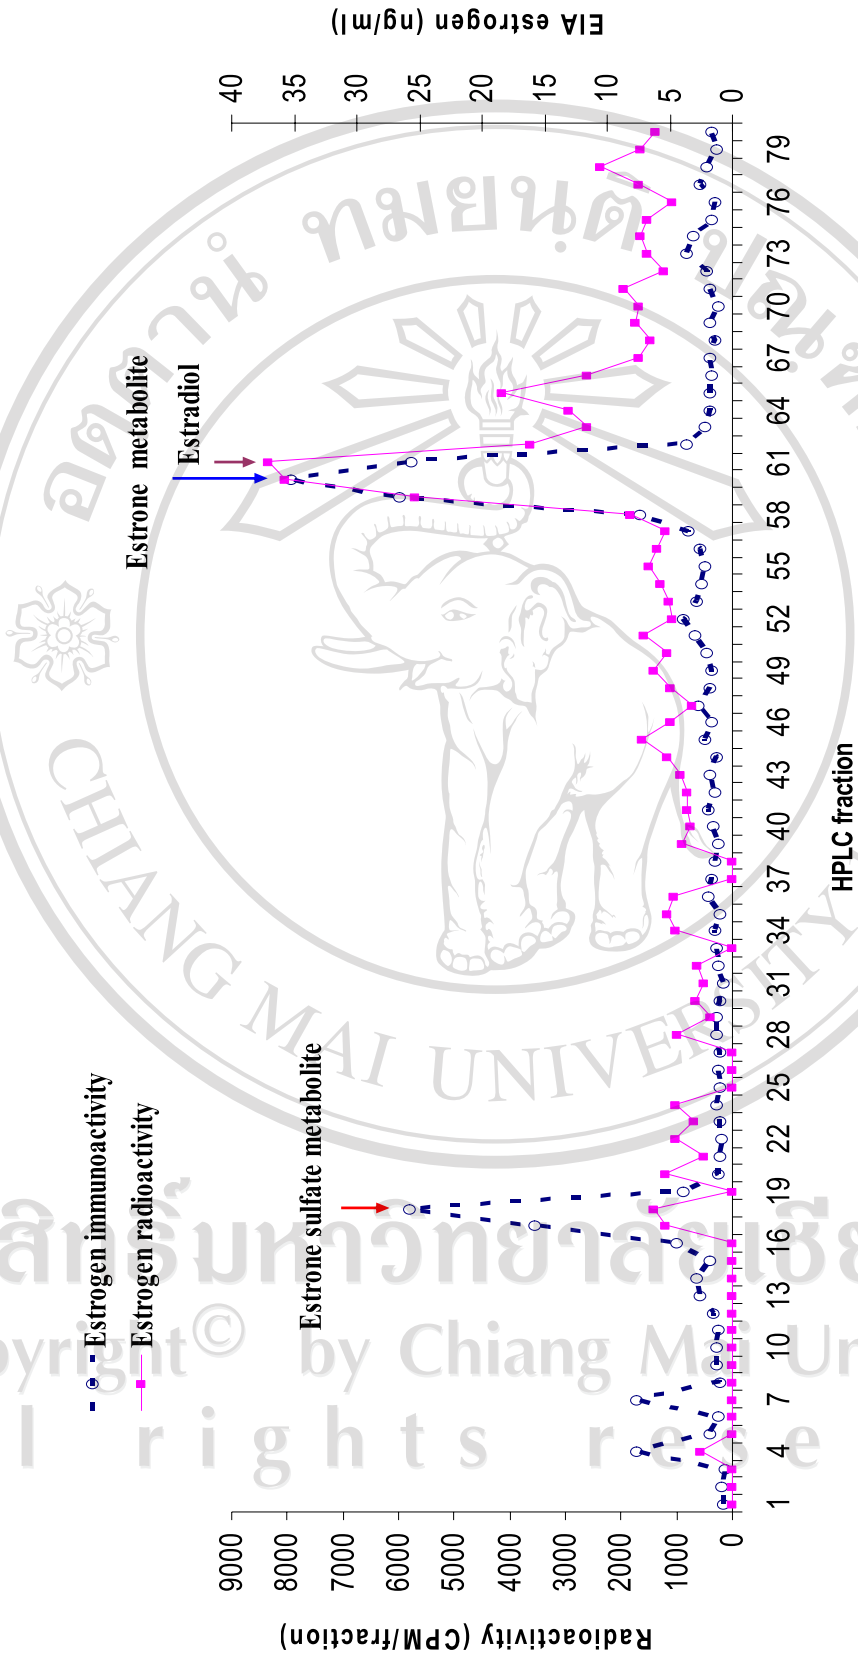 Estrogen immunoactivity
Estrogen radioactivity
Estrone sulfate metabolite
Estrone metabolite
Estradiol
Radioactivity (CPM/fraction)
9000
8000
7000
6000
5000
4000
3000
2000
1000
0
EIA estrogen (ng/ml)
40
35
30
25
20
15
10
5
0
1 4 7 10 13 16 19 22 25 28 31 34 37 40 43 46 49 52 55 58 61 64 67 70 73 76 79
HPLC fraction
CHIANG MAI UNIVERSITY
by Chiang Mai
rights